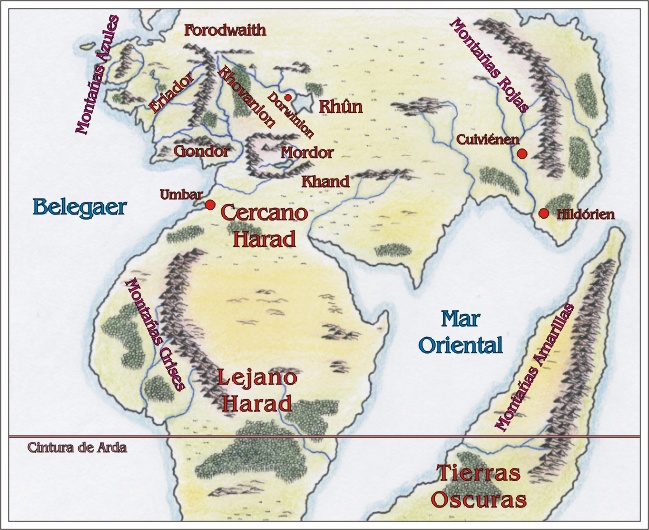 Forodwaith
Montañas Azules
Montañas Rojas
Eriador
Rhovanion
Dorwinion
Rhûn
Cuiviénen
Gondor
Mordor
Khand
Umbar
Belegaer
Cercano
Harad
Hildórien
Montañas Grises
Mar
Oriental
Montañas Amarillas
Lejano
Harad
Cintura de Arda
Tierras
Oscuras